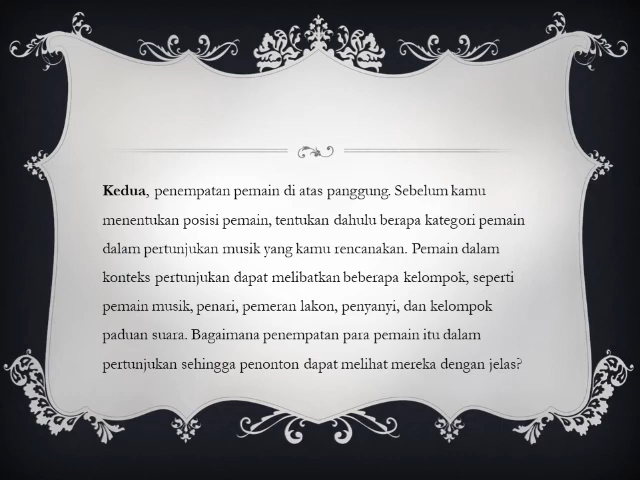 Kedua, penempatan pemain di atas panggung. Sebelum kamu
menentukan posisi pemain, tentukan dahulu berapa kategori pemain
dalam pertunjukan musik yang kamu rencanakan. Pemain dalam
konteks pertunjukan dapat melibatkan beberapa kelompok, seperti
pemain musik, penari, pemeran lakon, penyanyi, dan kelompok
paduan suara. Bagaimana penempatan para pemain itu dalam
pertunjukan sehingga penonton dapat melihat mereka dengan jelas?